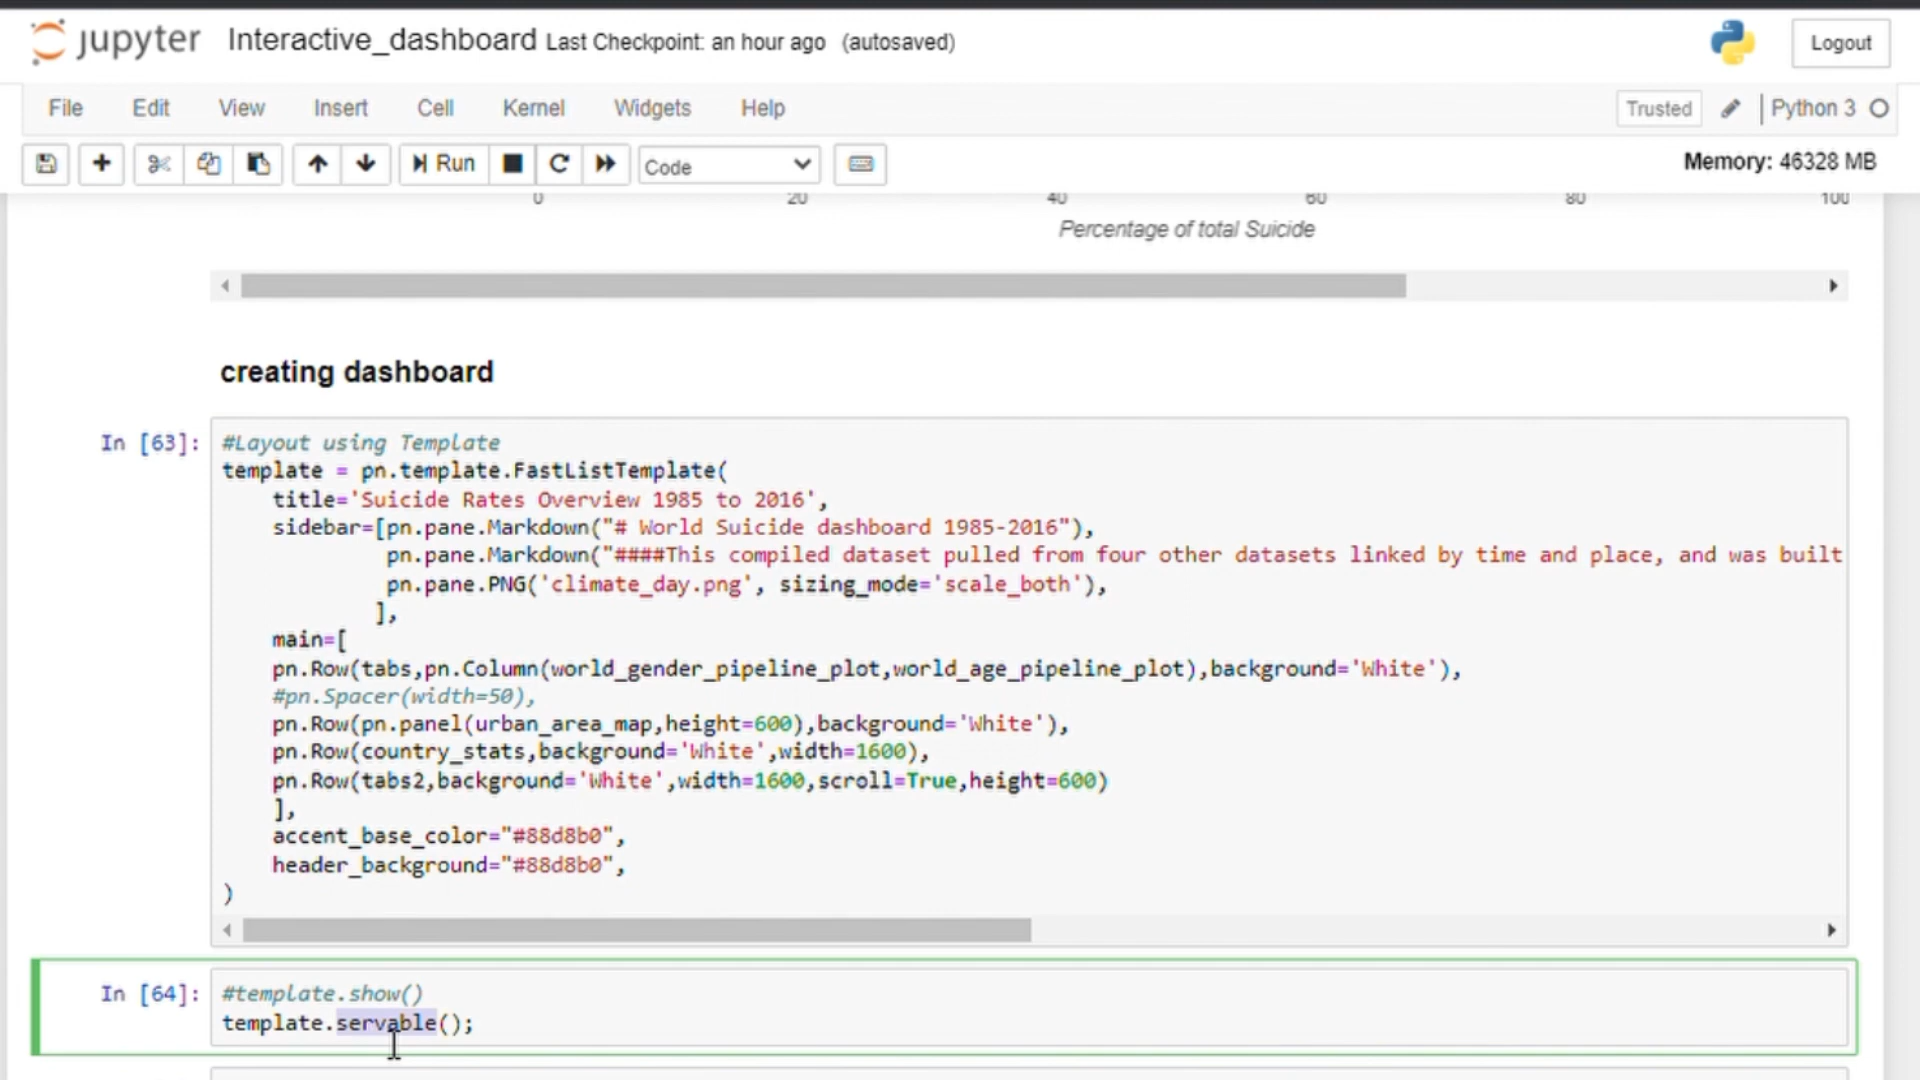 jupyter Interactive_dashboard Last Checkpoint: an hour ago (autosaved)
Logout
File Edit View Insert Cell Kernel Widgets Help
Trusted Python 3
Run Code
Memory: 46328 MB
0 20 40 60 80 100
Percentage of total Suicide
creating dashboard
In [63]:
#Layout using Template
template = pn.template.FastListTemplate(
title='Suicide Rates Overview 1985 to 2016',
sidebar=[pn.pane.Markdown("# World Suicide dashboard 1985-2016"),
pn.pane.Markdown("####This compiled dataset pulled from four other datasets linked by time and place, and was built
pn.pane.PNG('climate_day.png', sizing_mode='scale_both'),
],
main=[
pn.Row(tabs,pn.Column(world_gender_pipeline_plot,world_age_pipeline_plot),background='White'),
#pn.Spacer(width=50),
pn.Row(pn.panel(urban_area_map,height=600),background='White'),
pn.Row(country_stats,background='White',width=1600),
pn.Row(tabs2,background='White',width=1600,scroll=True,height=600)
],
accent_base_color="#88d8b0",
header_background="#88d8b0",
)
In [64]:
#template.show()
template.servable();